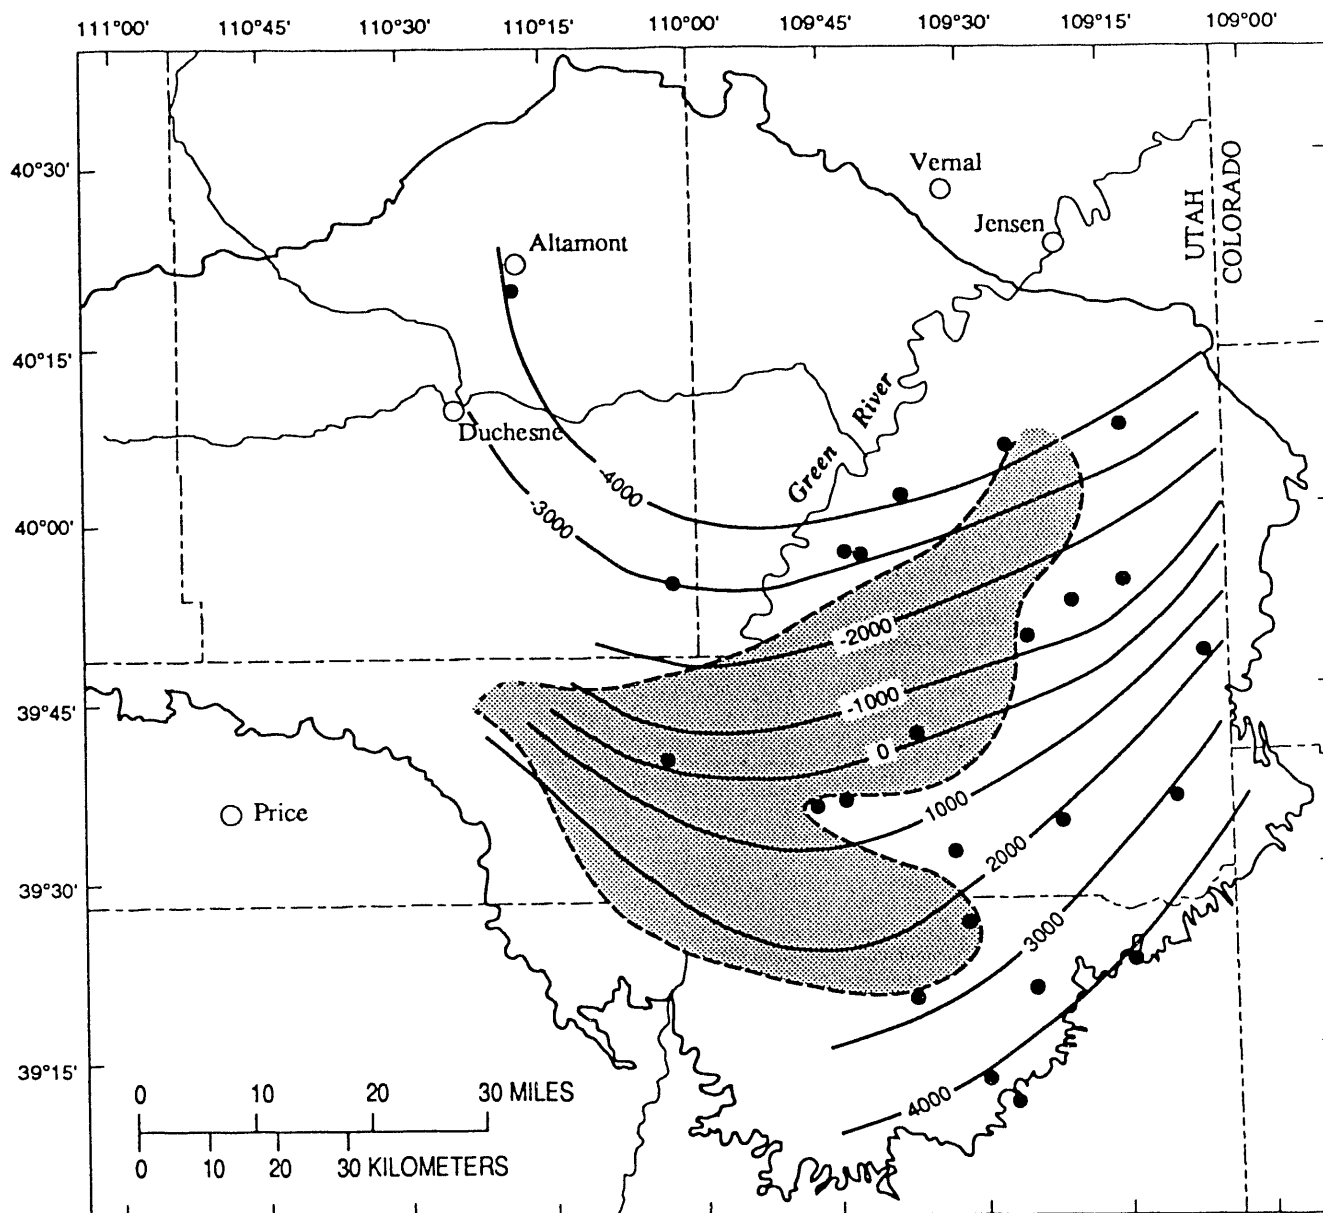 111°00' 110°45' 110°30' 110°15' 110°00' 109°45' 109°30' 109°15' 109°00'
40°30'
Vernal
Jensen
UTAH
COLORADO
Altamont
40°15'
Green River
Duchesne
-4000
-3000
40°00'
-2000
-1000
39°45'
0
1000
Price
2000
39°30'
3000
39°15'
4000
0 10 20 30 MILES
0 10 20 30 KILOMETERS